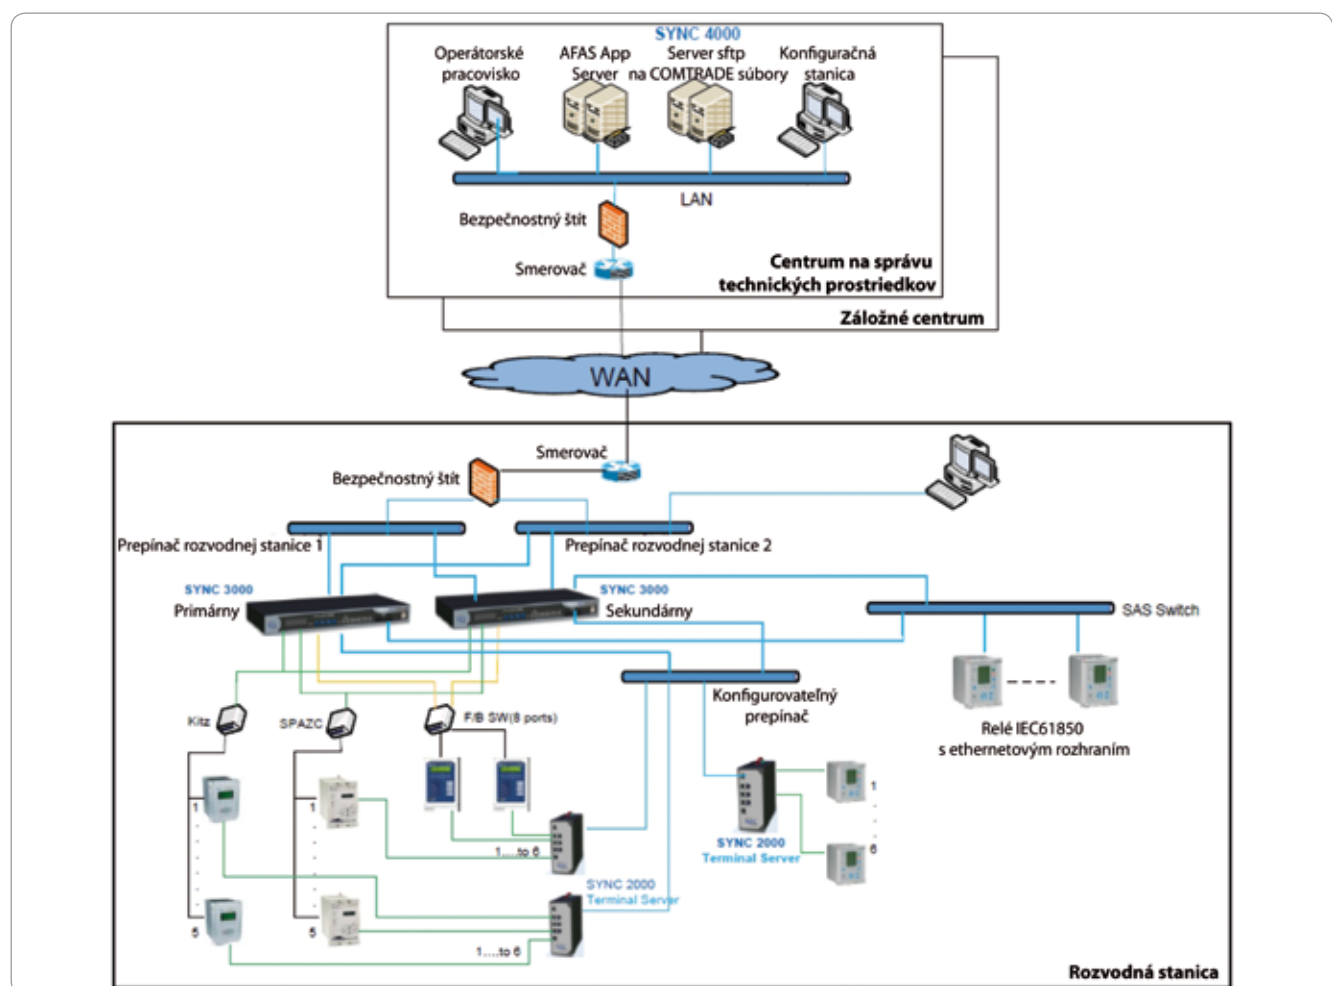 SYNC 4000
Operátorské
pracovisko
AFAS App
Server
Server sftp
na COMTRADE súbory
Konfiguračná
stanica
LAN
Bezpečnostný štít
Smerovač
Centrum na správu
technických prostriedkov
Záložné centrum
WAN
Smerovač
Bezpečnostný štít
Prepínač rozvodnej stanice 1
Prepínač rozvodnej stanice 2
SYNC 3000
Primárny
SYNC 3000
Sekundárny
SAS Switch
Konfigurovateľný
prepínač
Relé IEC61850
s ethernetovým rozhraním
Kitz
SPAZC
F/B SW(8 ports)
1
5
1
5
1....to 6
SYNC 2000
Terminal Server
1....to 6
SYNC 2000
Terminal Server
1
6
Rozvodná stanica